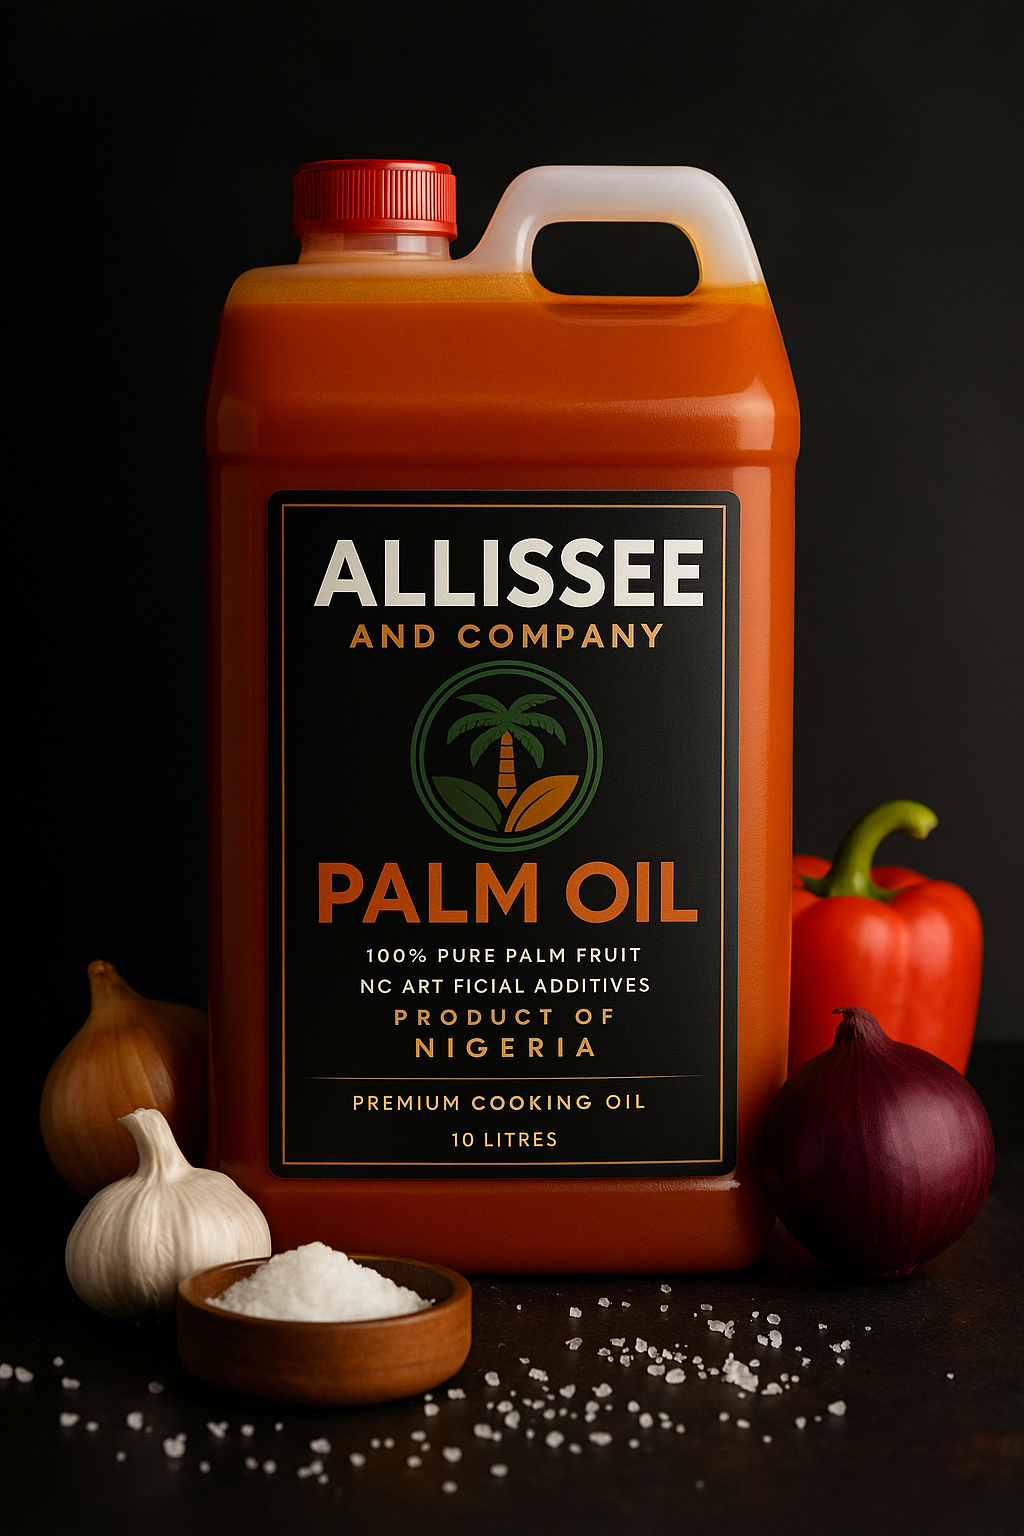 ALLISSEE
AND COMPANY
PALM OIL
100% PURE PALM FRUIT
NC ART FICIAL ADDITIVES
PRODUCT OF
NIGERIA
PREMIUM COOKING OIL
10 LITRES